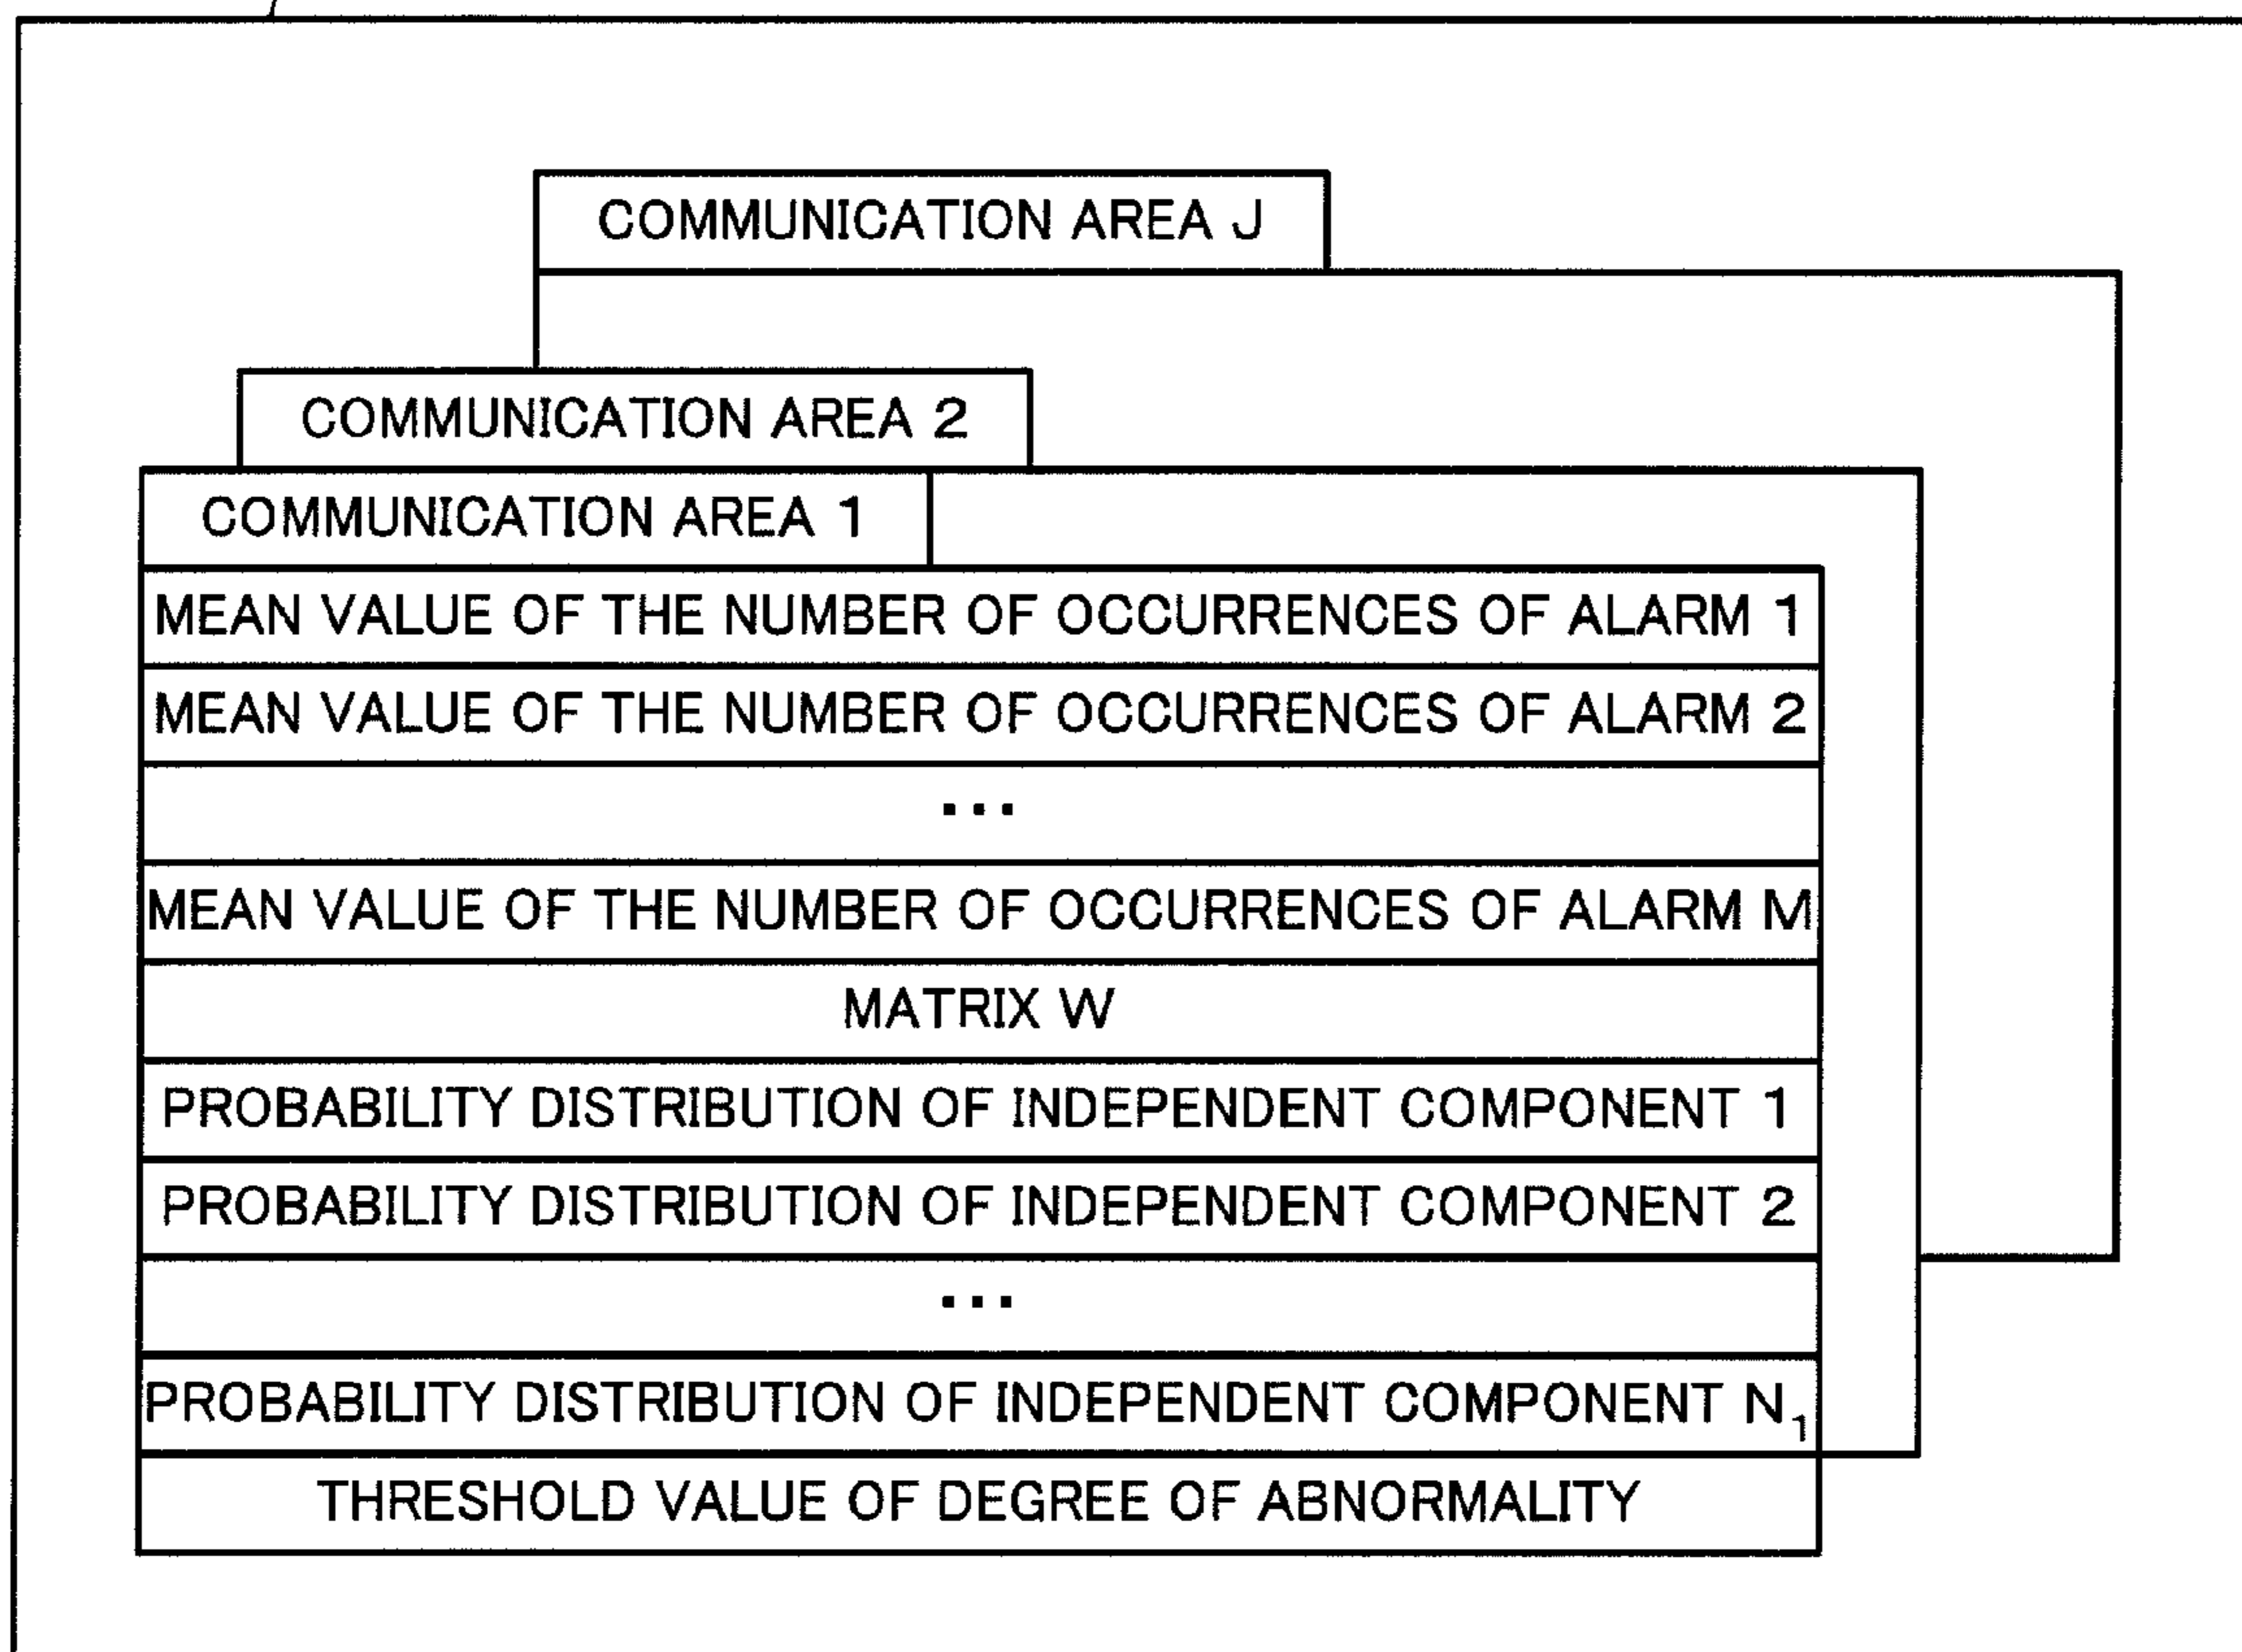 COMMUNICATION AREA J
COMMUNICATION AREA 2
COMMUNICATION AREA 1
MEAN VALUE OF THE NUMBER OF OCCURRENCES OF ALARM 1
MEAN VALUE OF THE NUMBER OF OCCURRENCES OF ALARM 2
...
MEAN VALUE OF THE NUMBER OF OCCURRENCES OF ALARM M
MATRIX W
PROBABILITY DISTRIBUTION OF INDEPENDENT COMPONENT 1
PROBABILITY DISTRIBUTION OF INDEPENDENT COMPONENT 2
...
PROBABILITY DISTRIBUTION OF INDEPENDENT COMPONENT N₁
THRESHOLD VALUE OF DEGREE OF ABNORMALITY